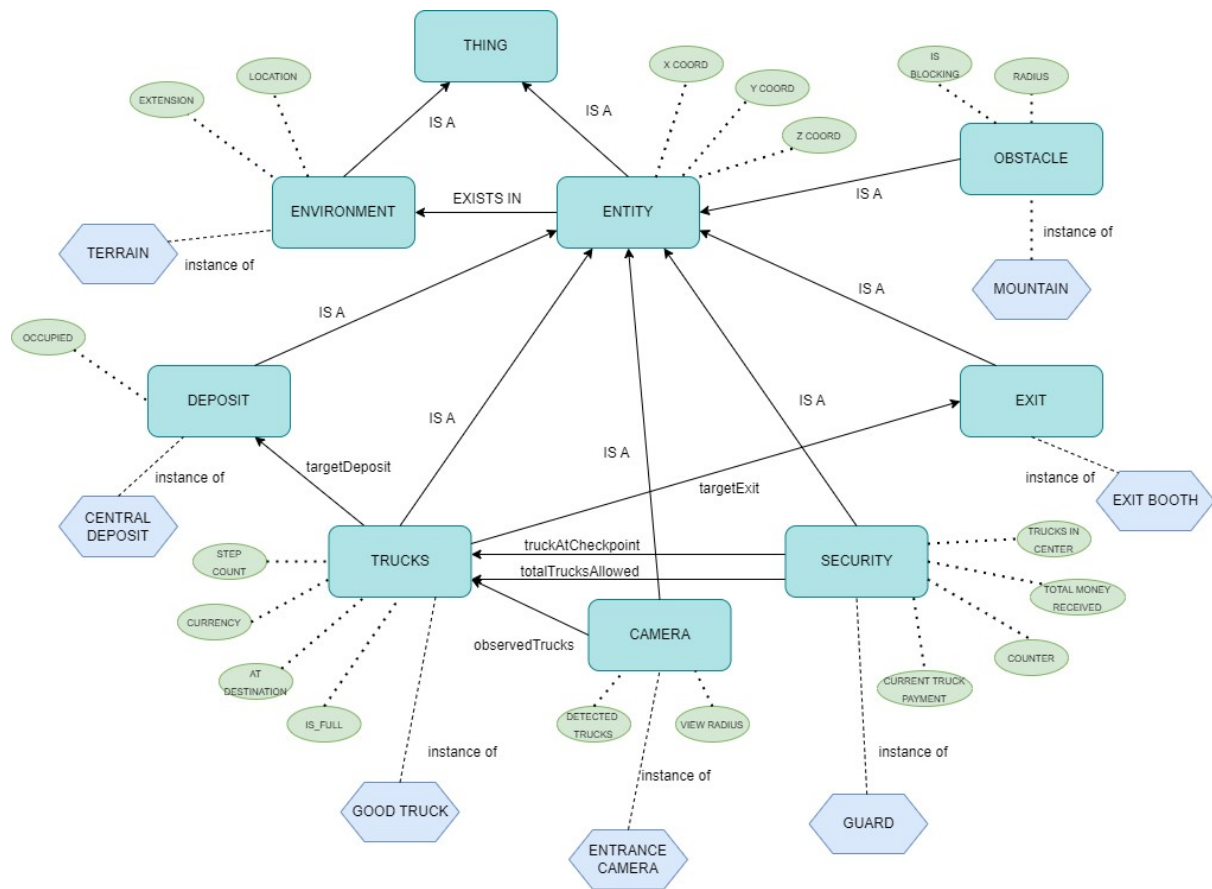 THING
IS
BLOCKING
RADIUS
X COORD
LOCATION
Y COORD
EXTENSION
IS A
IS A
Z COORD
OBSTACLE
IS A
ENVIRONMENT
EXISTS IN
ENTITY
instance of
TERRAIN
instance of
MOUNTAIN
IS A
IS A
OCCUPIED
DEPOSIT
IS A
IS A
EXIT
IS A
targetDeposit
instance of
targetExit
instance of
EXIT BOOTH
CENTRAL
DEPOSIT
STEP
COUNT
TRUCKS
truckAtCheckpoint
totalTrucksAllowed
SECURITY
TRUCKS IN
CENTER
TOTAL MONEY
RECEIVED
CURRENCY
observedTrucks
CAMERA
COUNTER
AT
DESTINATION
CURRENT TRUCK
PAYMENT
IS_FULL
DETECTED
TRUCKS
VIEW RADIUS
instance of
instance of
instance of
GOOD TRUCK
GUARD
ENTRANCE
CAMERA